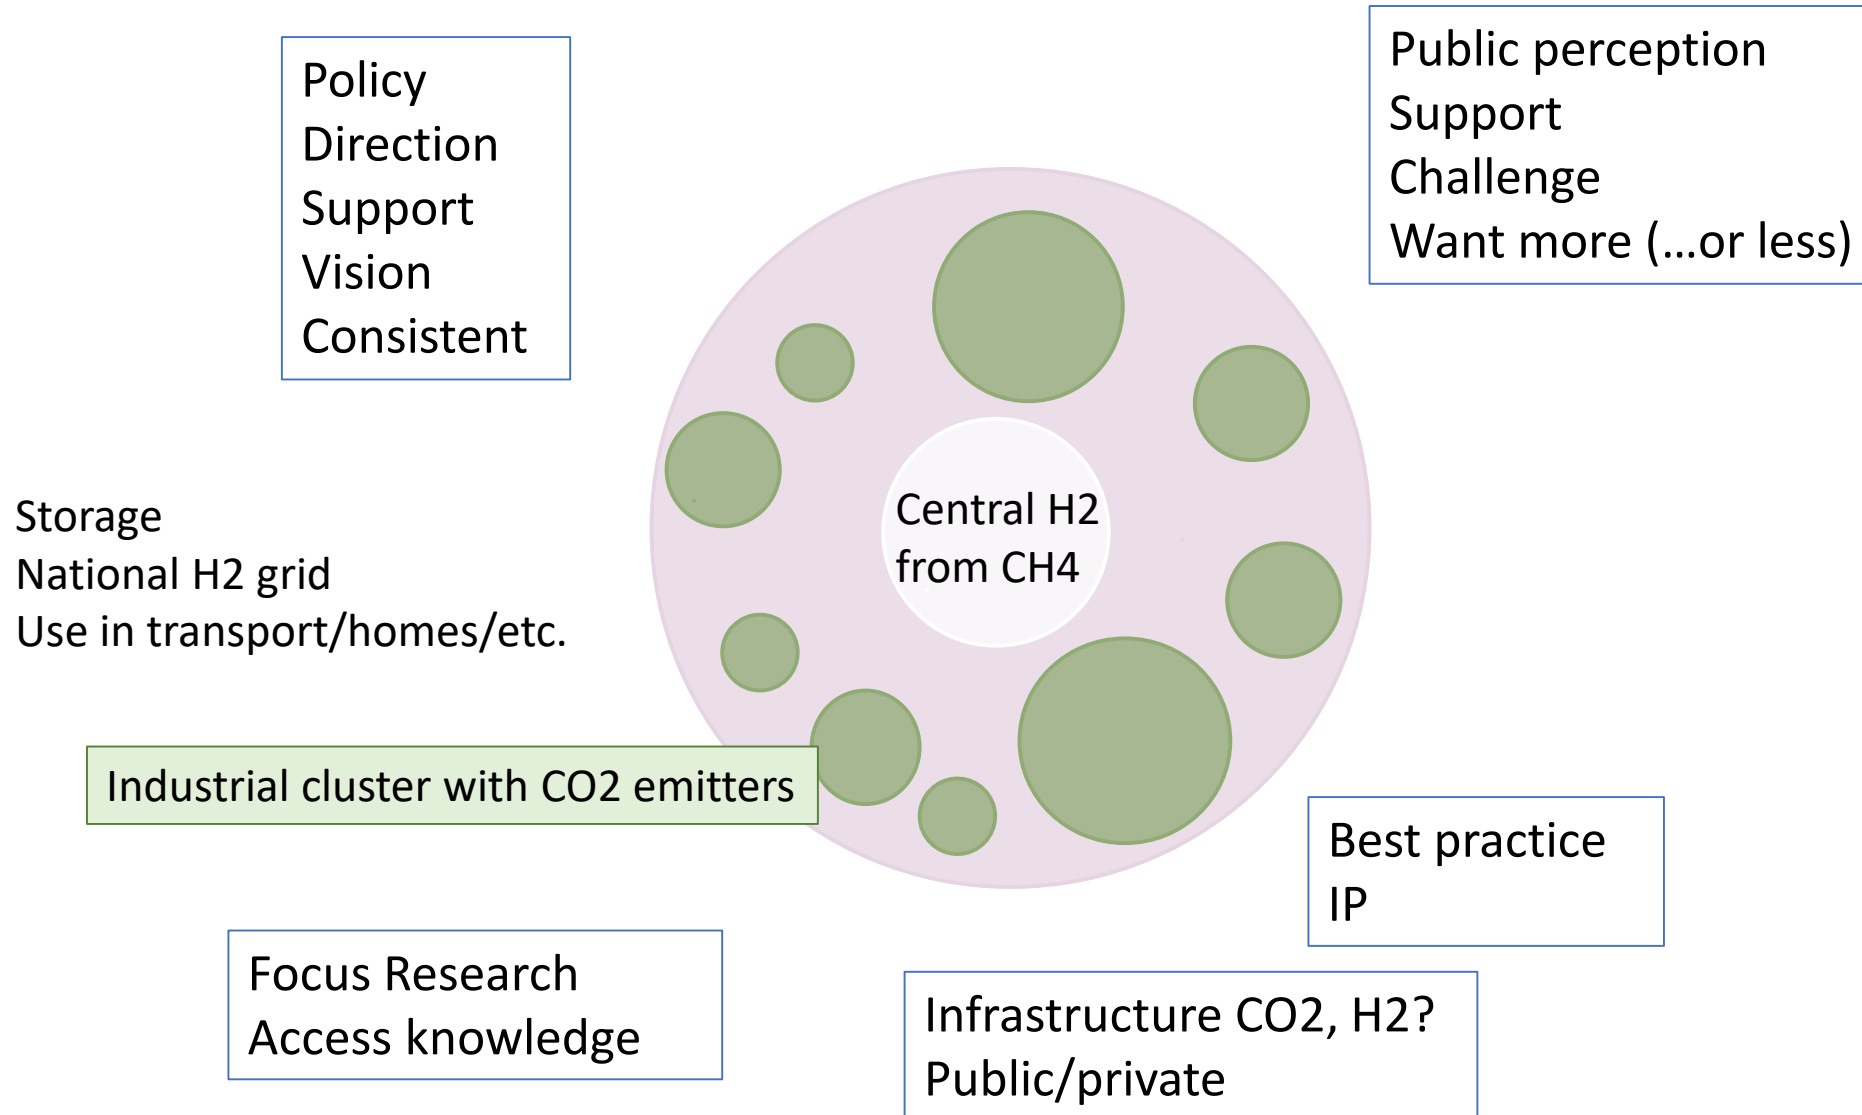 Policy
Direction
Support
Vision
Consistent
Public perception
Support
Challenge
Want more (...or less)
Central H2
from CH4
Storage
National H2 grid
Use in transport/homes/etc.
Industrial cluster with CO2 emitters
Best practice
IP
Focus Research
Access knowledge
Infrastructure CO2, H2?
Public/private